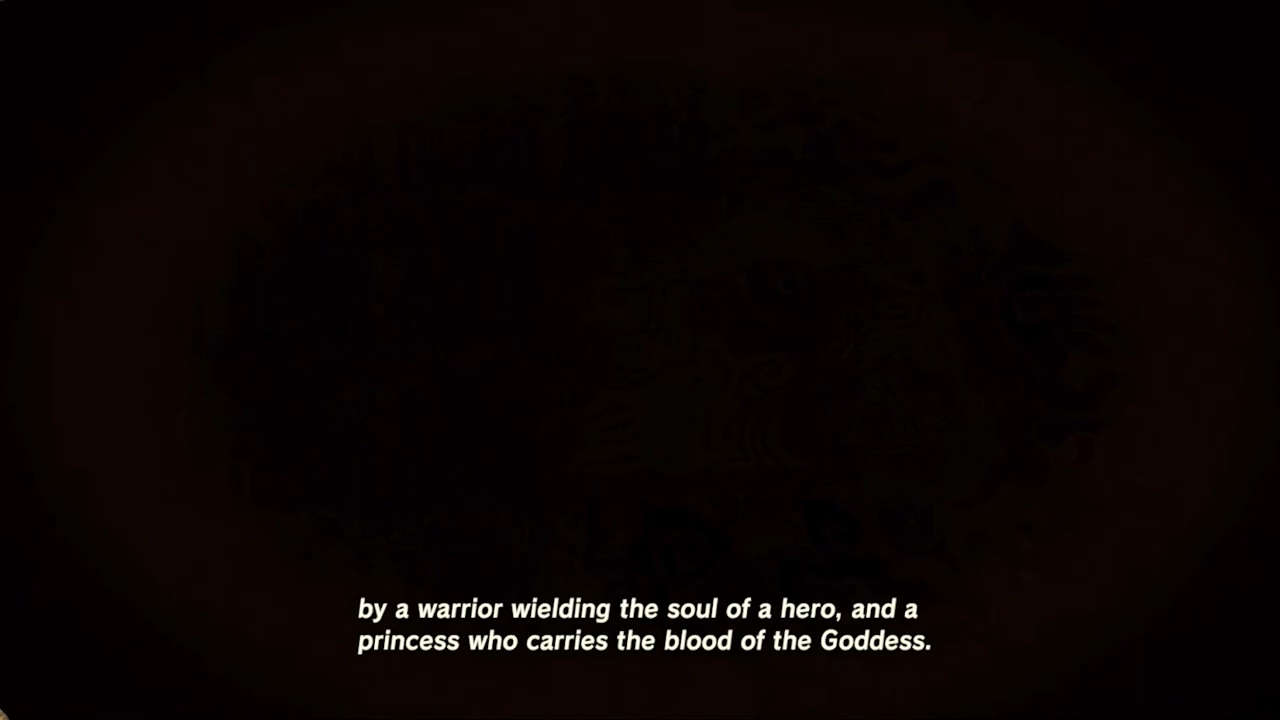 by a warrior wielding the soul of a hero, and a
princess who carries the blood of the Goddess.